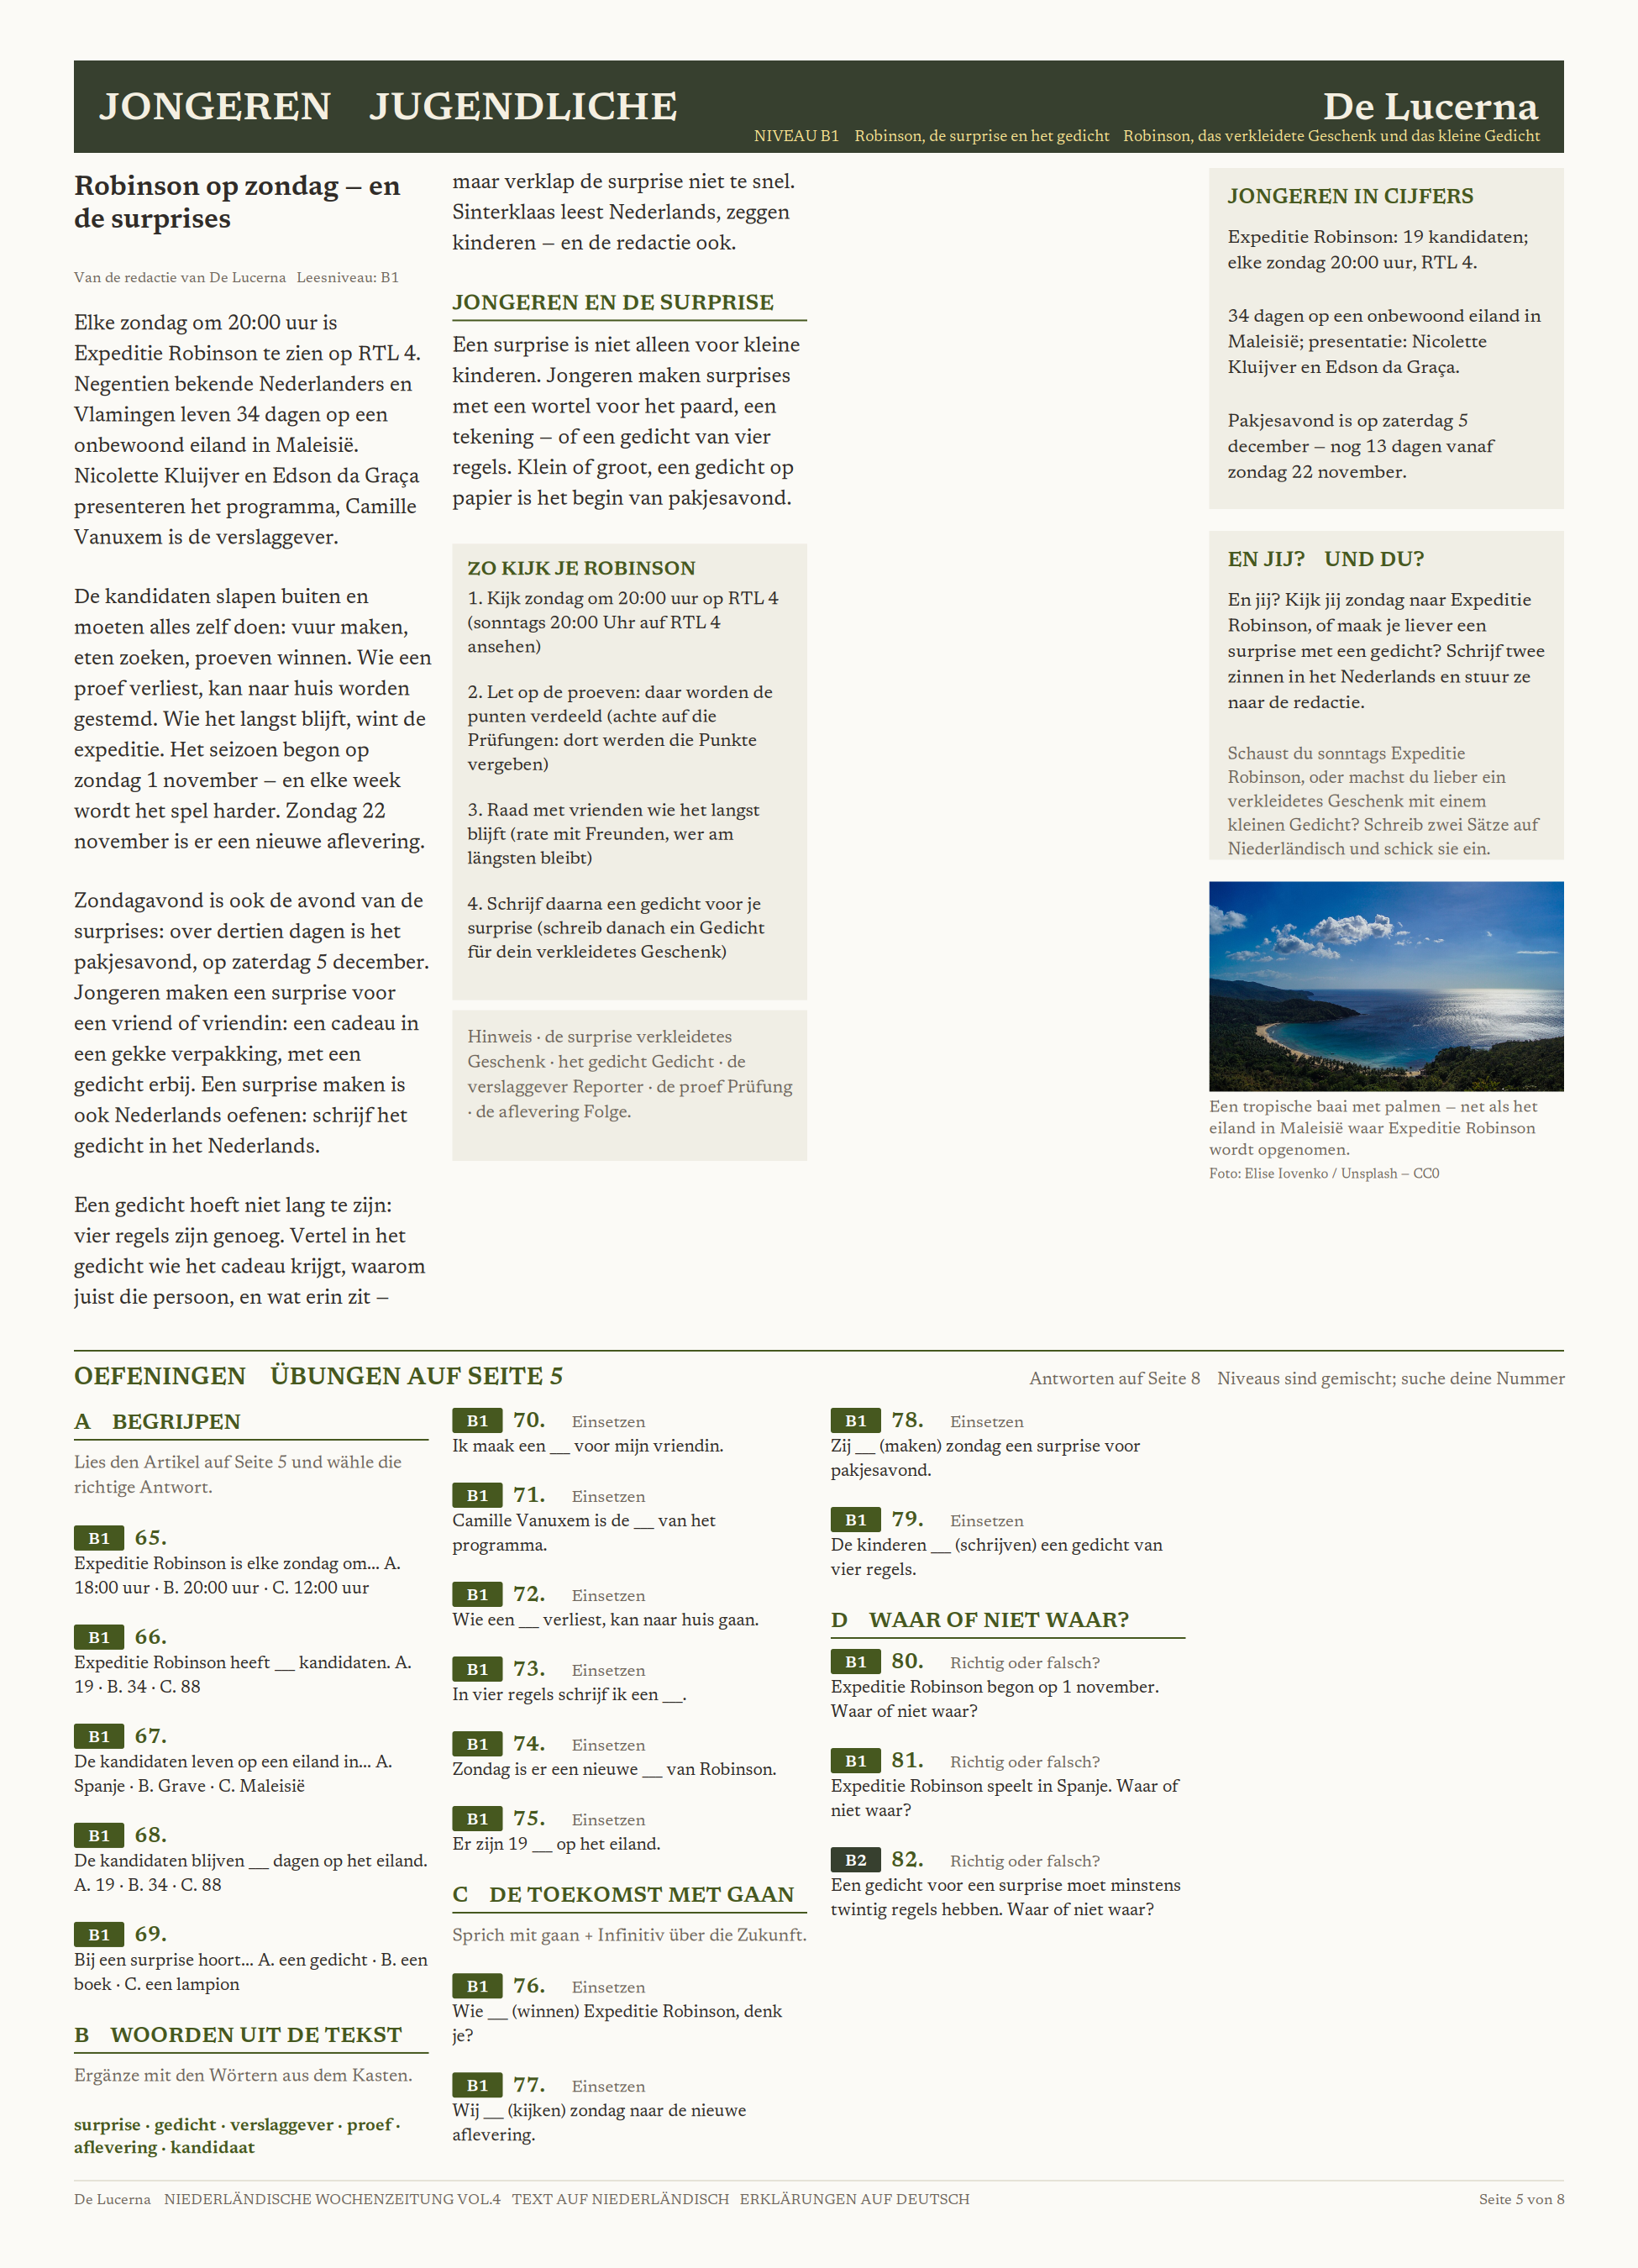 JONGEREN JUGENDLICHE
De Lucerna
NIVEAU B1 Robinson, de surprise en het gedicht Robinson, das verkleidete Geschenk und das kleine Gedicht
Robinson op zondag – en
de surprises
Van de redactie van De Lucerna Leesniveau: B1
Elke zondag om 20:00 uur is
Expeditie Robinson te zien op RTL 4.
Negentien bekende Nederlanders en
Vlamingen leven 34 dagen op een
onbewoond eiland in Maleisië.
Nicolette Kluijver en Edson da Graça
presenteren het programma, Camille
Vanuxem is de verslaggever.
De kandidaten slapen buiten en
moeten alles zelf doen: vuur maken,
eten zoeken, proeven winnen. Wie een
proef verliest, kan naar huis worden
gestemd. Wie het langst blijft, wint de
expeditie. Het seizoen begon op
zondag 1 november – en elke week
wordt het spel harder. Zondag 22
november is er een nieuwe aflevering.
Zondagavond is ook de avond van de
surprises: over dertien dagen is het
pakjesavond, op zaterdag 5 december.
Jongeren maken een surprise voor
een vriend of vriendin: een cadeau in
een gekke verpakking, met een
gedicht erbij. Een surprise maken is
ook Nederlands oefenen: schrijf het
gedicht in het Nederlands.
Een gedicht hoeft niet lang te zijn:
vier regels zijn genoeg. Vertel in het
gedicht wie het cadeau krijgt, waarom
juist die persoon, en wat erin zit –
maar verklap de surprise niet te snel.
Sinterklaas leest Nederlands, zeggen
kinderen – en de redactie ook.
JONGEREN EN DE SURPRISE
Een surprise is niet alleen voor kleine
kinderen. Jongeren maken surprises
met een wortel voor het paard, een
tekening – of een gedicht van vier
regels. Klein of groot, een gedicht op
papier is het begin van pakjesavond.
ZO KIJK JE ROBINSON
1. Kijk zondag om 20:00 uur op RTL 4
(sonntags 20:00 Uhr auf RTL 4
ansehen)
2. Let op de proeven: daar worden de
punten verdeeld (achte auf die
Prüfungen: dort werden die Punkte
vergeben)
3. Raad met vrienden wie het langst
blijft (rate mit Freunden, wer am
längsten bleibt)
4. Schrijf daarna een gedicht voor je
surprise (schreib danach ein Gedicht
für dein verkleidetes Geschenk)
Hinweis · de surprise verkleidetes
Geschenk · het gedicht Gedicht · de
verslaggever Reporter · de proef Prüfung
· de aflevering Folge.
JONGEREN IN CIJFERS
Expeditie Robinson: 19 kandidaten;
elke zondag 20:00 uur, RTL 4.
34 dagen op een onbewoond eiland in
Maleisië; presentatie: Nicolette
Kluijver en Edson da Graça.
Pakjesavond is op zaterdag 5
december – nog 13 dagen vanaf
zondag 22 november.
EN JIJ? UND DU?
En jij? Kijk jij zondag naar Expeditie
Robinson, of maak je liever een
surprise met een gedicht? Schrijf twee
zinnen in het Nederlands en stuur ze
naar de redactie.
Schaust du sonntags Expeditie
Robinson, oder machst du lieber ein
verkleidetes Geschenk mit einem
kleinen Gedicht? Schreib zwei Sätze auf
Niederländisch und schick sie ein.
Een tropische baai met palmen – net als het
eiland in Maleisië waar Expeditie Robinson
wordt opgenomen.
Foto: Elise Iovenko / Unsplash – CC0
OEFENINGEN ÜBUNGEN AUF SEITE 5
Antworten auf Seite 8 Niveaus sind gemischt; suche deine Nummer
A BEGRIJPEN
Lies den Artikel auf Seite 5 und wähle die
richtige Antwort.
B1 65.
Expeditie Robinson is elke zondag om... A.
18:00 uur · B. 20:00 uur · C. 12:00 uur
B1 66.
Expeditie Robinson heeft __ kandidaten. A.
19 · B. 34 · C. 88
B1 67.
De kandidaten leven op een eiland in... A.
Spanje · B. Grave · C. Maleisië
B1 68.
De kandidaten blijven __ dagen op het eiland.
A. 19 · B. 34 · C. 88
B1 69.
Bij een surprise hoort... A. een gedicht · B. een
boek · C. een lampion
B WOORDEN UIT DE TEKST
Ergänze mit den Wörtern aus dem Kasten.
surprise · gedicht · verslaggever · proef ·
aflevering · kandidaat
B1 70. Einsetzen
Ik maak een __ voor mijn vriendin.
B1 71. Einsetzen
Camille Vanuxem is de __ van het
programma.
B1 72. Einsetzen
Wie een __ verliest, kan naar huis gaan.
B1 73. Einsetzen
In vier regels schrijf ik een __.
B1 74. Einsetzen
Zondag is er een nieuwe __ van Robinson.
B1 75. Einsetzen
Er zijn 19 __ op het eiland.
C DE TOEKOMST MET GAAN
Sprich mit gaan + Infinitiv über die Zukunft.
B1 76. Einsetzen
Wie __ (winnen) Expeditie Robinson, denk
je?
B1 77. Einsetzen
Wij __ (kijken) zondag naar de nieuwe
aflevering.
B1 78. Einsetzen
Zij __ (maken) zondag een surprise voor
pakjesavond.
B1 79. Einsetzen
De kinderen __ (schrijven) een gedicht van
vier regels.
D WAAR OF NIET WAAR?
B1 80. Richtig oder falsch?
Expeditie Robinson begon op 1 november.
Waar of niet waar?
B1 81. Richtig oder falsch?
Expeditie Robinson speelt in Spanje. Waar of
niet waar?
B2 82. Richtig oder falsch?
Een gedicht voor een surprise moet minstens
twintig regels hebben. Waar of niet waar?
De Lucerna NIEDERLÄNDISCHE WOCHENZEITUNG VOL.4 TEXT AUF NIEDERLÄNDISCH ERKLÄRUNGEN AUF DEUTSCH
Seite 5 von 8